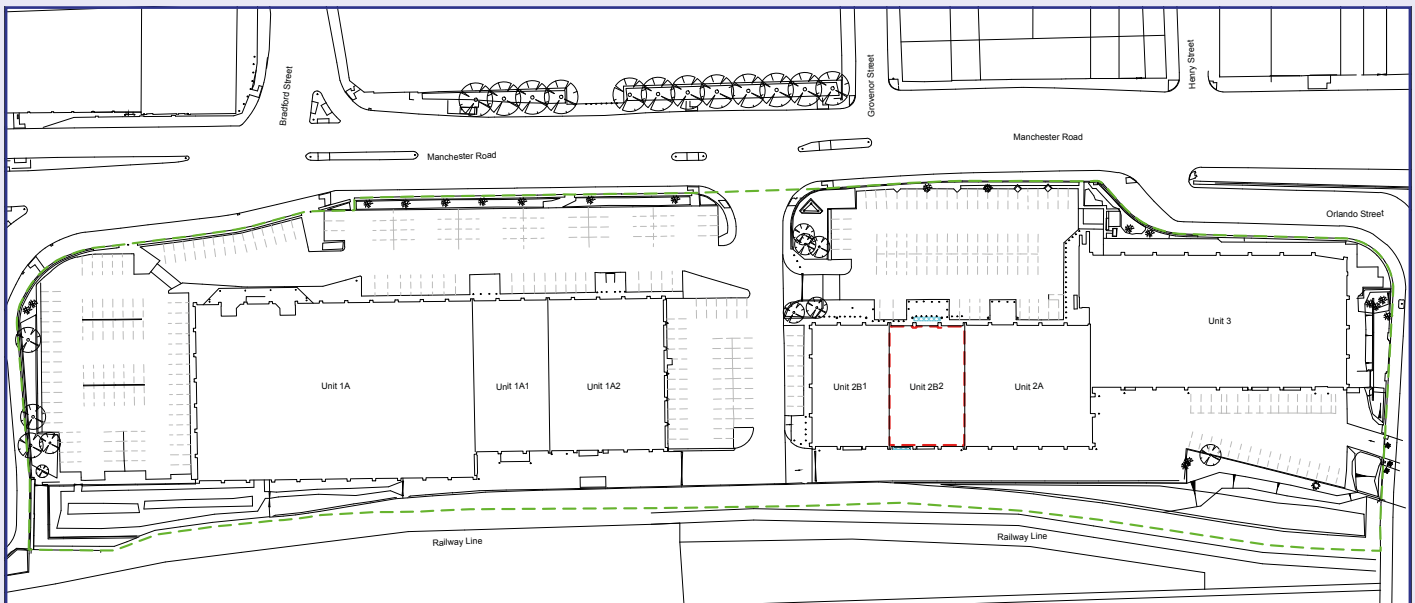 Bradford Street
Grovenor Street
Henry Street
Manchester Road
Manchester Road
Orlando Street
Unit 3
Unit 1A
Unit 1A1
Unit 1A2
Unit 2B1
Unit 2B2
Unit 2A
Railway Line
Railway Line